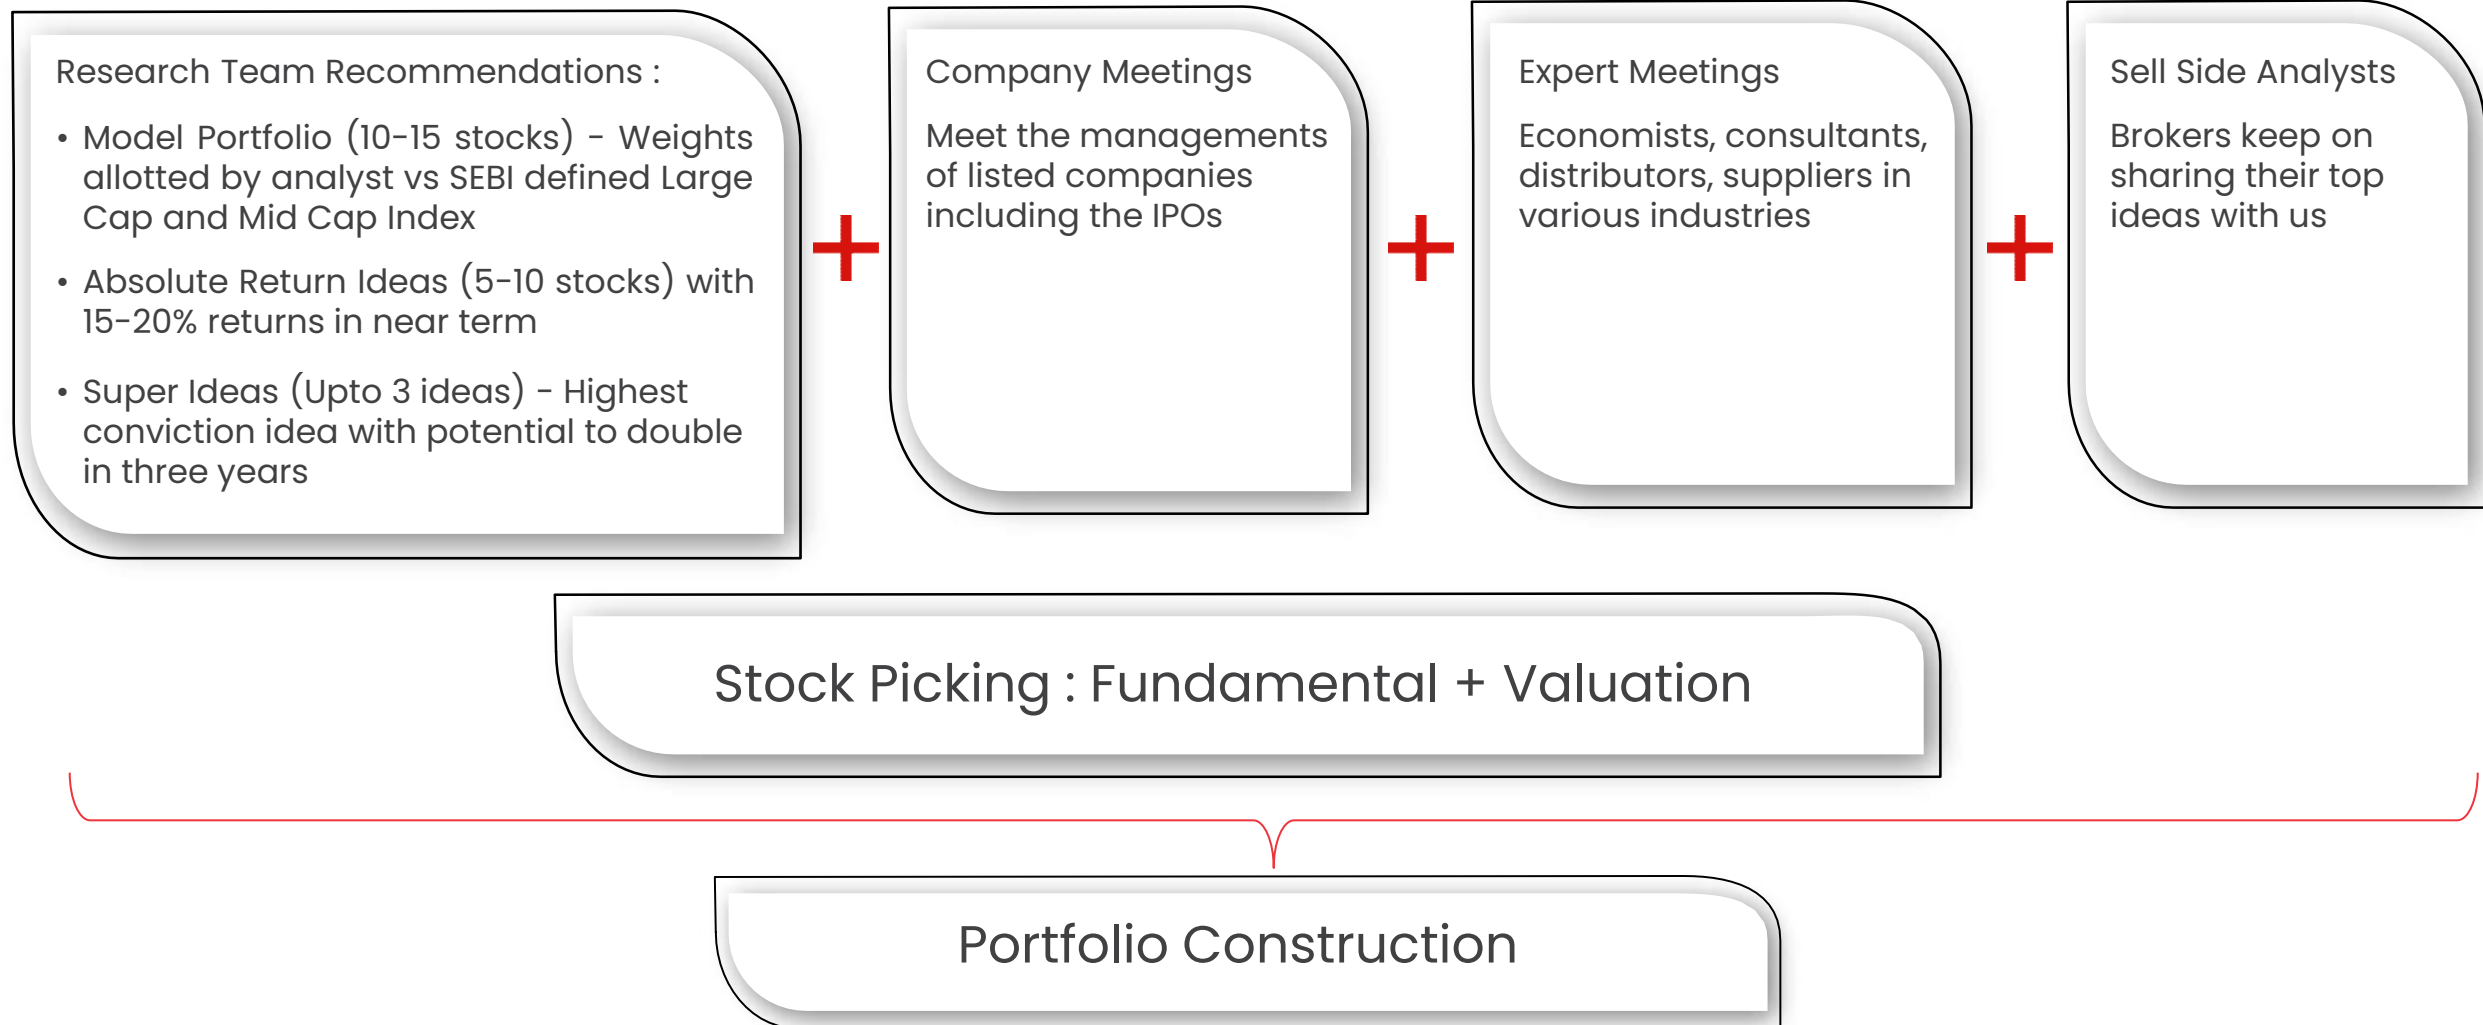 Research Team Recommendations :
• Model Portfolio (10-15 stocks) - Weights
allotted by analyst vs SEBI defined Large
Cap and Mid Cap Index
• Absolute Return Ideas (5-10 stocks) with
15-20% returns in near term
• Super Ideas (Upto 3 ideas) - Highest
conviction idea with potential to double
in three years
+
Company Meetings
Meet the managements
of listed companies
including the IPOs
+
Expert Meetings
Economists, consultants,
distributors, suppliers in
various industries
+
Sell Side Analysts
Brokers keep on
sharing their top
ideas with us
Stock Picking : Fundamental + Valuation
Portfolio Construction